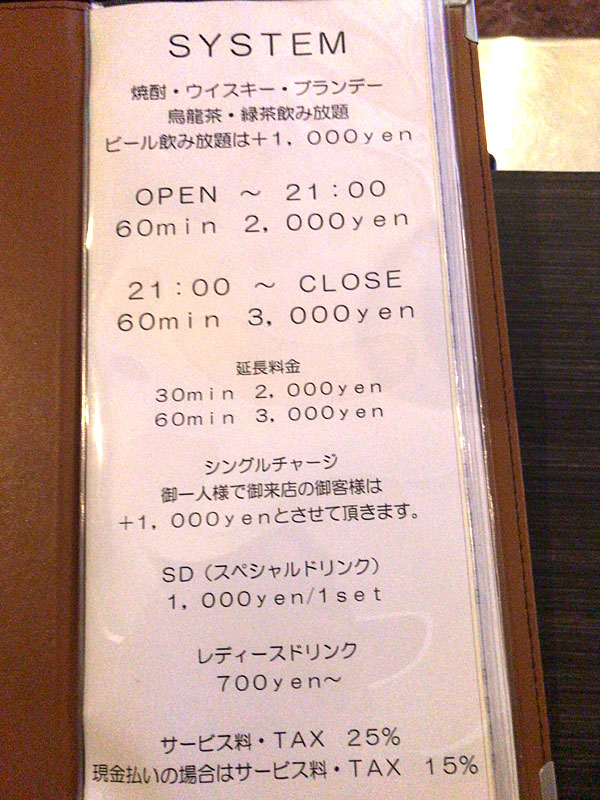 SYSTEM
焼酎・ウイスキー・ブランデー
烏龍茶・緑茶飲み放題
ビール飲み放題は＋1，000yen
OPEN ～ 21：00
60min 2，000yen
21：00 ～ CLOSE
60min 3，000yen
延長料金
30min 2，000yen
60min 3，000yen
シングルチャージ
御一人様で御来店の御客様は
＋1，000yenとさせて頂きます。
SD（スペシャルドリンク）
1，000yen/1set
レディースドリンク
700yen～
サービス料・TAX 25%
現金払いの場合はサービス料・TAX 15%